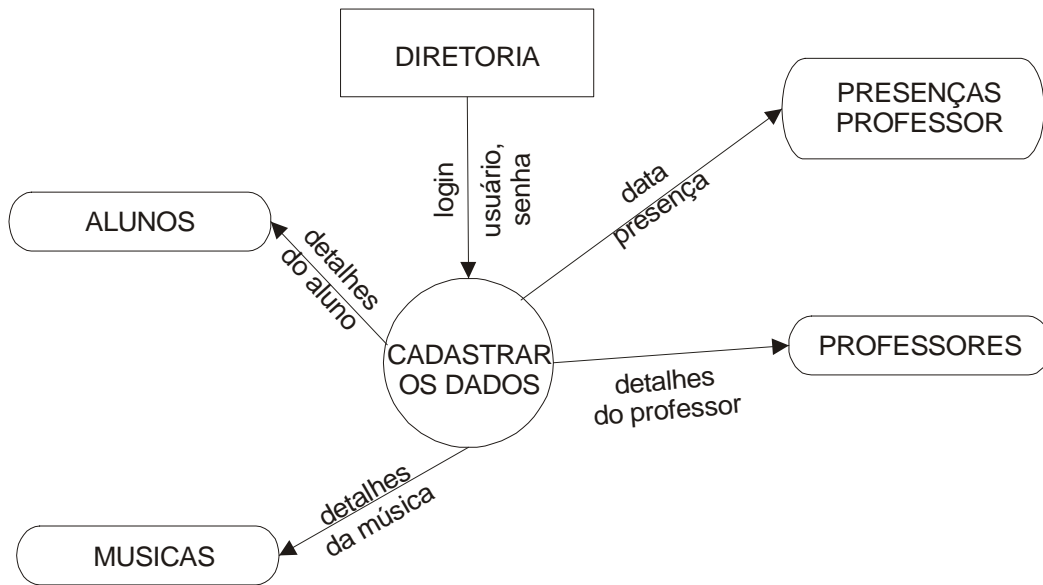 DIRETORIA
PRESENÇAS
PROFESSOR
login
usuário,
senha
data
presença
ALUNOS
detalhes
do aluno
CADASTRAR
OS DADOS
PROFESSORES
detalhes
do professor
detalhes
da música
MUSICAS